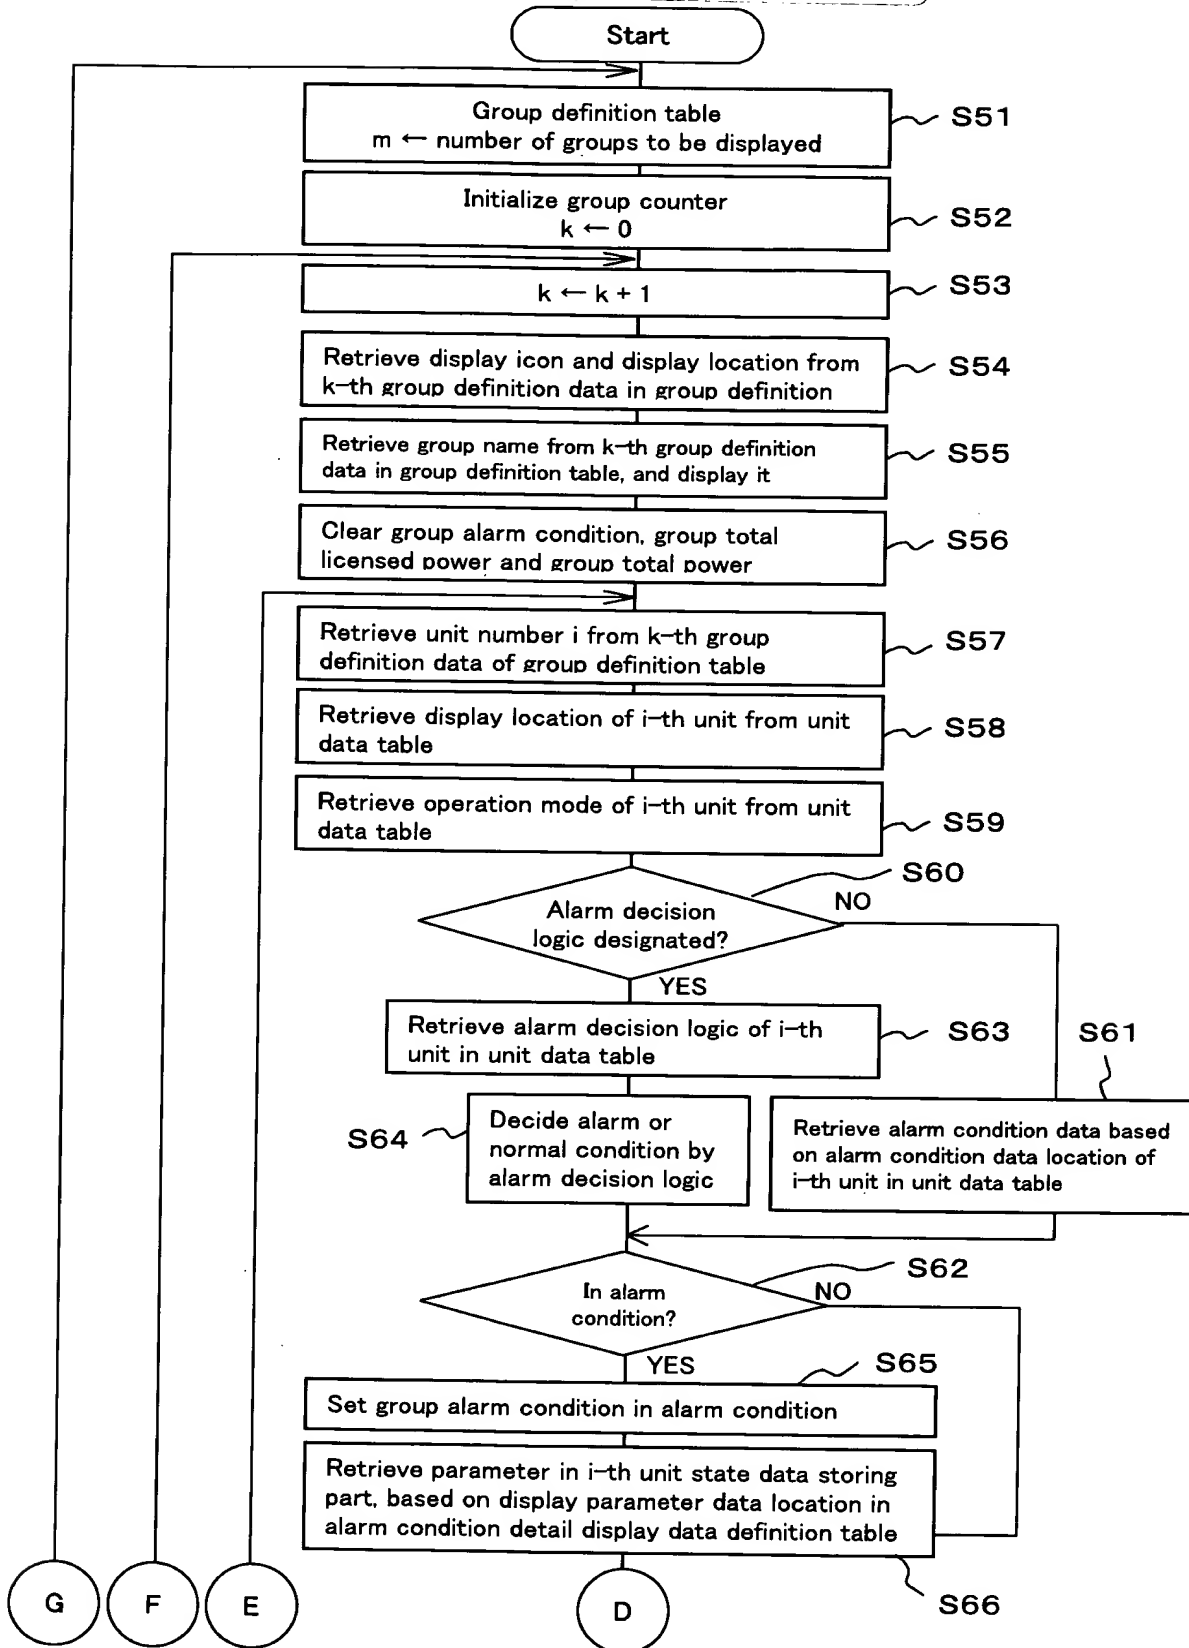 Start
Group definition table
m ← number of groups to be displayed
S51
Initialize group counter
k ← 0
S52
k ← k + 1
S53
Retrieve display icon and display location from
k-th group definition data in group definition
S54
Retrieve group name from k-th group definition
data in group definition table, and display it
S55
Clear group alarm condition, group total
licensed power and group total power
S56
Retrieve unit number i from k-th group
definition data of group definition table
S57
Retrieve display location of i-th unit from unit
data table
S58
Retrieve operation mode of i-th unit from unit
data table
S59
S60
Alarm decision
logic designated?
NO
YES
Retrieve alarm decision logic of i-th
unit in unit data table
S63
S61
S64
Decide alarm or
normal condition by
alarm decision logic
Retrieve alarm condition data based
on alarm condition data location of
i-th unit in unit data table
S62
In alarm
condition?
NO
YES
S65
Set group alarm condition in alarm condition
Retrieve parameter in i-th unit state data storing
part, based on display parameter data location in
alarm condition detail display data definition table
S66
G
F
E
D